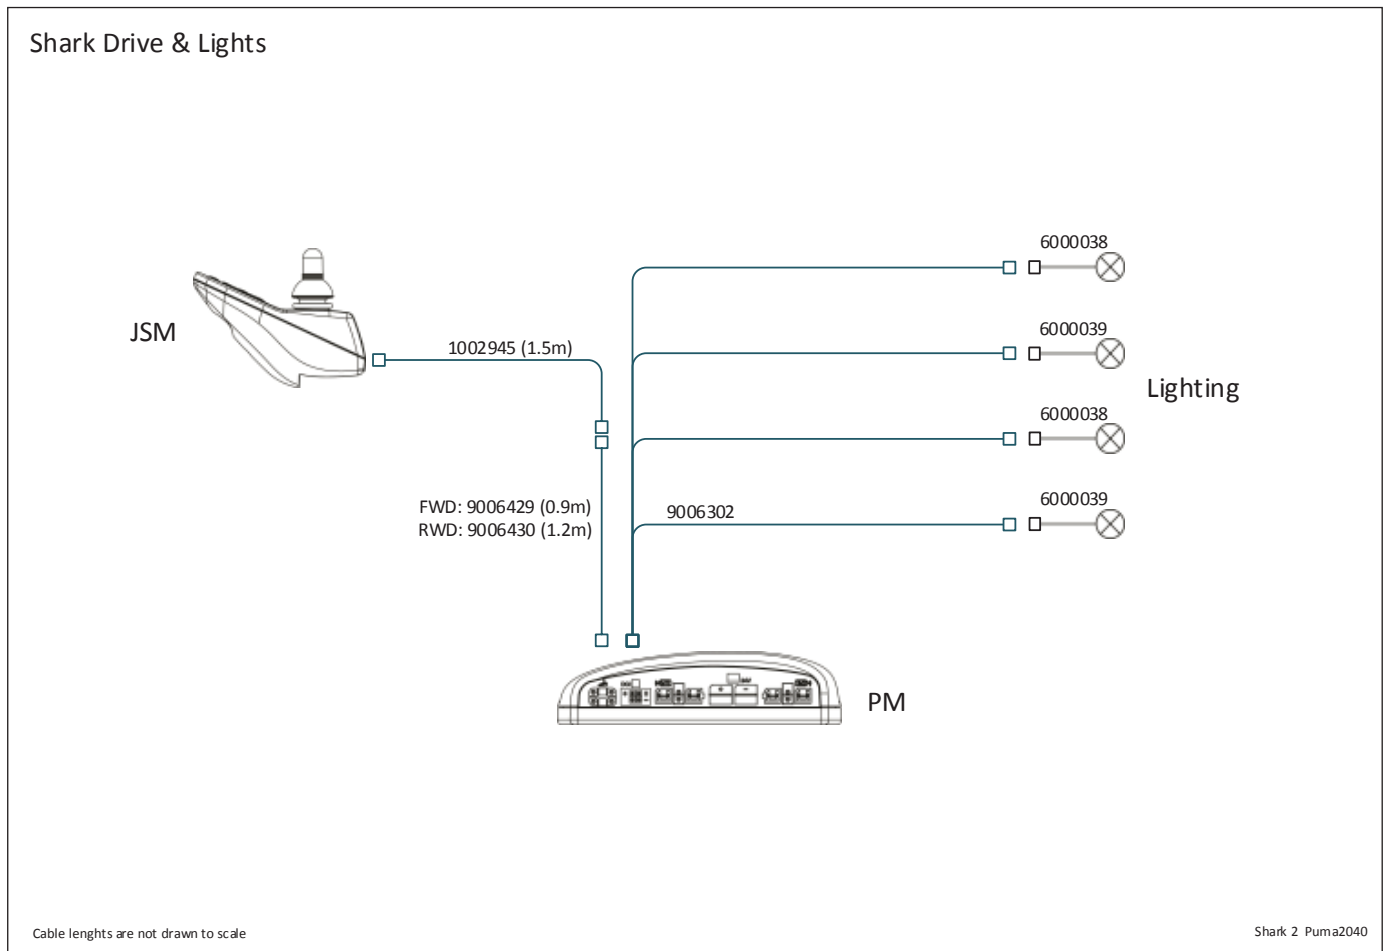 Shark Drive & Lights
6000038
6000039
JSM
1002945 (1.5m)
Lighting
6000038
6000039
FWD: 9006429 (0.9m)
RWD: 9006430 (1.2m)
9006302
PM
Cable lenghts are not drawn to scale
Shark 2 Puma2040